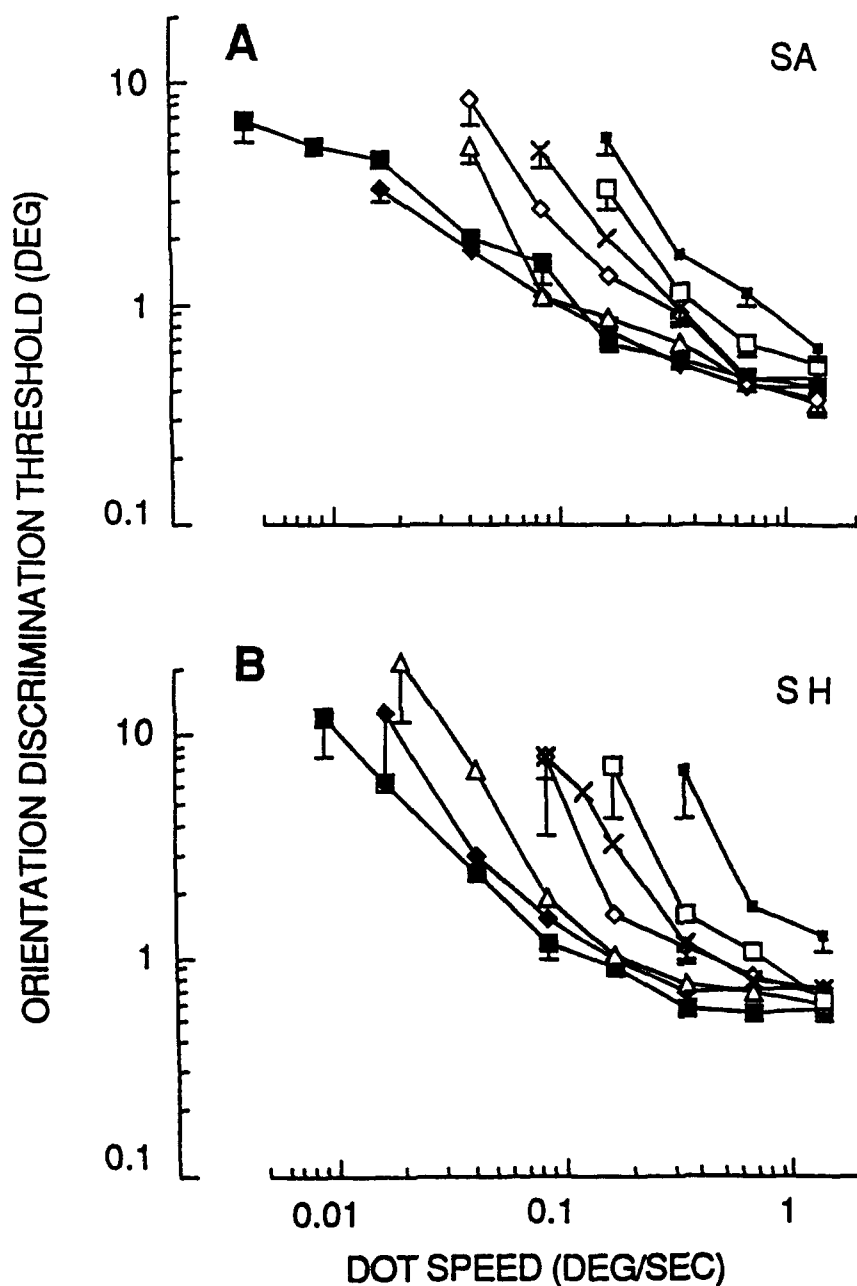 ORIENTATION DISCRIMINATION THRESHOLD (DEG)
A
SA
10
1
0.1
B
SH
10
1
0.1
0.01
0.1
1
DOT SPEED (DEG/SEC)